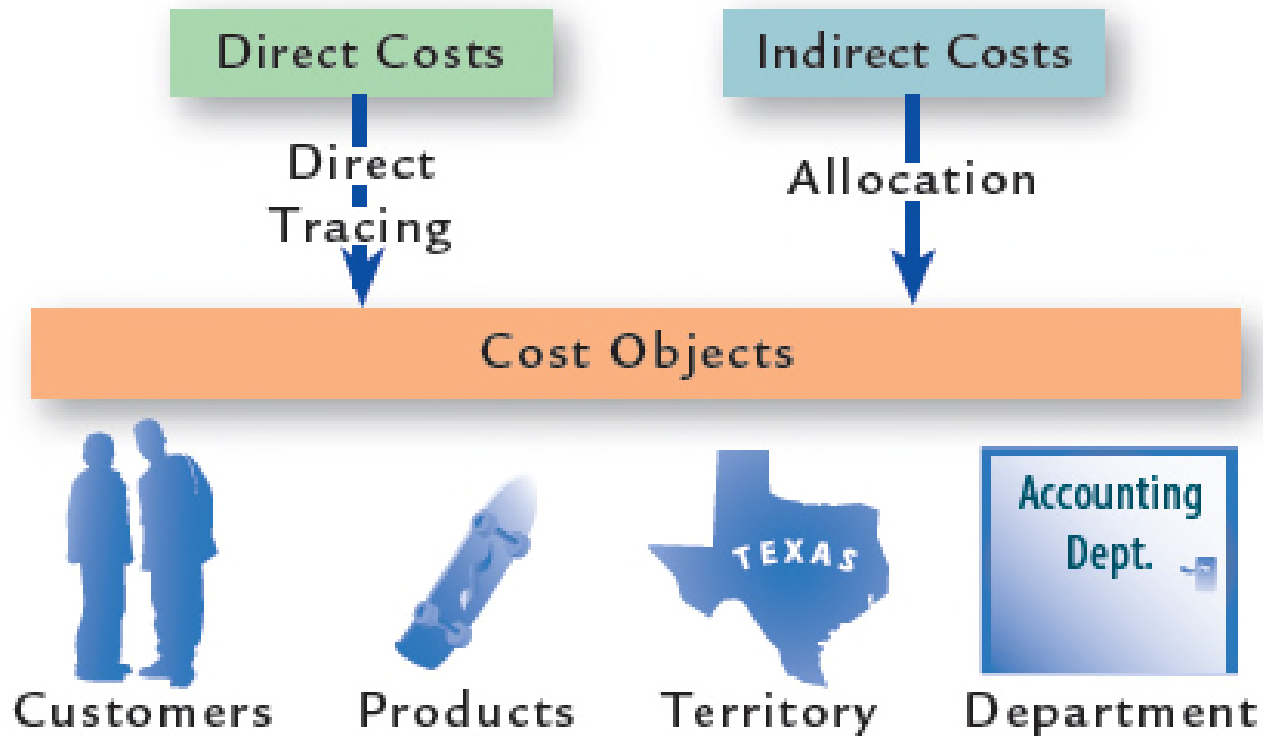 Direct Costs
Indirect Costs
Direct
Tracing
Allocation
Cost Objects
TEXAS
Accounting
Dept.
Customers
Products
Territory
Department